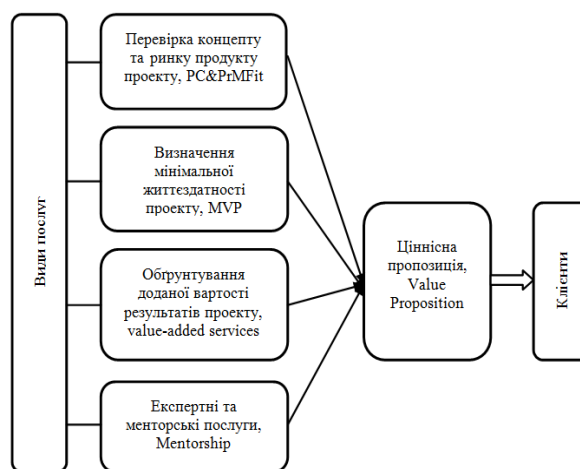 Види послуг
Перевірка концепту
та ринку продукту
проекту, PC&PrMFit
Визначення
мінімальної
життєздатності
проекту, MVP
Обґрунтування
доданої вартості
результатів проекту,
value-added services
Експертні та
менторські послуги,
Mentorship
Ціннісна
пропозиція,
Value
Proposition
Клієнти